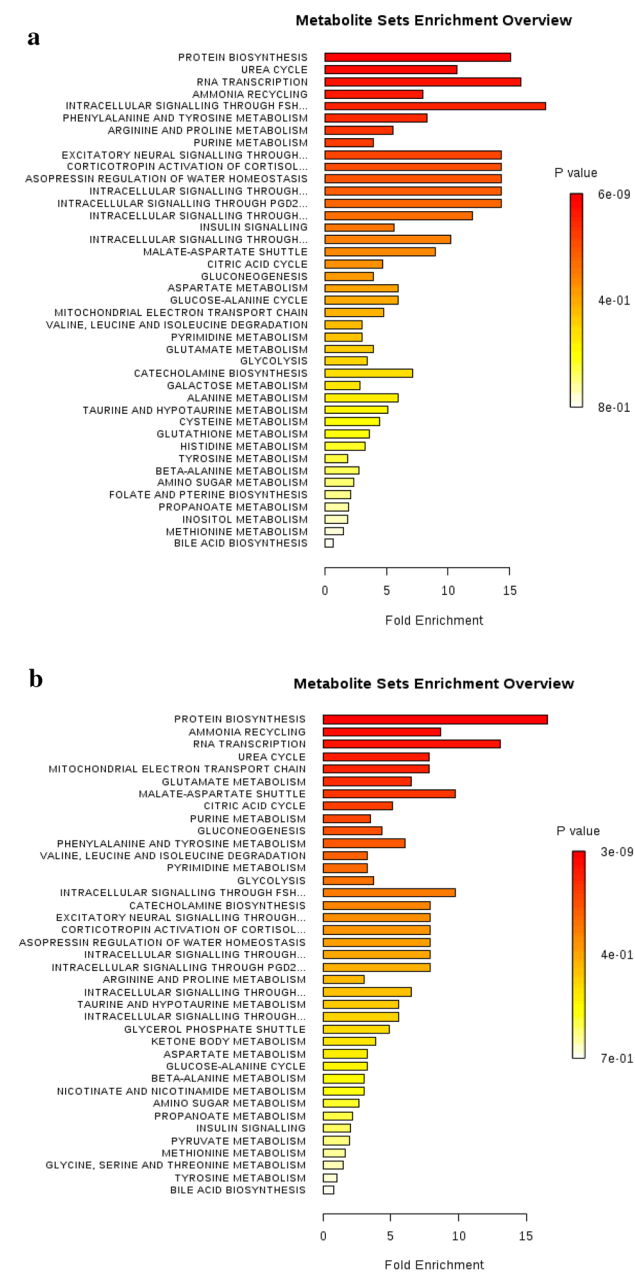 Metabolite Sets Enrichment Overview
a
PROTEIN BIOSYNTHESIS
UREA CYCLE
RNA TRANSCRIPTION
AMMONIA RECYCLING
INTRACELLULAR SIGNALLING THROUGH FSH...
PHENYLALANINE AND TYROSINE METABOLISM
ARGININE AND PROLINE METABOLISM
PURINE METABOLISM
EXCITATORY NEURAL SIGNALLING THROUGH...
CORTICOTROPIN ACTIVATION OF CORTISOL...
ASOPRESSIN REGULATION OF WATER HOMEOSTASIS
INTRACELLULAR SIGNALLING THROUGH...
INTRACELLULAR SIGNALLING THROUGH PGD2...
INTRACELLULAR SIGNALLING THROUGH...
INSULIN SIGNALLING
INTRACELLULAR SIGNALLING THROUGH...
MALATE-ASPARTATE SHUTTLE
CITRIC ACID CYCLE
GLUCONEOGENESIS
ASPARTATE METABOLISM
GLUCOSE-ALANINE CYCLE
MITOCHONDRIAL ELECTRON TRANSPORT CHAIN
VALINE, LEUCINE AND ISOLEUCINE DEGRADATION
PYRIMIDINE METABOLISM
GLUTAMATE METABOLISM
GLYCOLYSIS
CATECHOLAMINE BIOSYNTHESIS
GALACTOSE METABOLISM
ALANINE METABOLISM
TAURINE AND HYPOTAURINE METABOLISM
CYSTEINE METABOLISM
GLUTATHIONE METABOLISM
HISTIDINE METABOLISM
TYROSINE METABOLISM
BETA-ALANINE METABOLISM
AMINO SUGAR METABOLISM
FOLATE AND PTERINE BIOSYNTHESIS
PROPANOATE METABOLISM
INOSITOL METABOLISM
METHIONINE METABOLISM
BILE ACID BIOSYNTHESIS
0 5 10 15
Fold Enrichment
P value
6e-09
4e-01
8e-01
b
Metabolite Sets Enrichment Overview
PROTEIN BIOSYNTHESIS
AMMONIA RECYCLING
RNA TRANSCRIPTION
UREA CYCLE
MITOCHONDRIAL ELECTRON TRANSPORT CHAIN
GLUTAMATE METABOLISM
MALATE-ASPARTATE SHUTTLE
CITRIC ACID CYCLE
PURINE METABOLISM
GLUCONEOGENESIS
PHENYLALANINE AND TYROSINE METABOLISM
VALINE, LEUCINE AND ISOLEUCINE DEGRADATION
PYRIMIDINE METABOLISM
GLYCOLYSIS
INTRACELLULAR SIGNALLING THROUGH FSH...
CATECHOLAMINE BIOSYNTHESIS
EXCITATORY NEURAL SIGNALLING THROUGH...
CORTICOTROPIN ACTIVATION OF CORTISOL...
ASOPRESSIN REGULATION OF WATER HOMEOSTASIS
INTRACELLULAR SIGNALLING THROUGH...
INTRACELLULAR SIGNALLING THROUGH PGD2...
ARGININE AND PROLINE METABOLISM
INTRACELLULAR SIGNALLING THROUGH...
TAURINE AND HYPOTAURINE METABOLISM
INTRACELLULAR SIGNALLING THROUGH...
GLYCEROL PHOSPHATE SHUTTLE
KETONE BODY METABOLISM
ASPARTATE METABOLISM
GLUCOSE-ALANINE CYCLE
BETA-ALANINE METABOLISM
NICOTINATE AND NICOTINAMIDE METABOLISM
AMINO SUGAR METABOLISM
PROPANOATE METABOLISM
INSULIN SIGNALLING
PYRUVATE METABOLISM
METHIONINE METABOLISM
GLYCINE, SERINE AND THREONINE METABOLISM
TYROSINE METABOLISM
BILE ACID BIOSYNTHESIS
0 5 10 15
Fold Enrichment
P value
3e-09
4e-01
7e-01